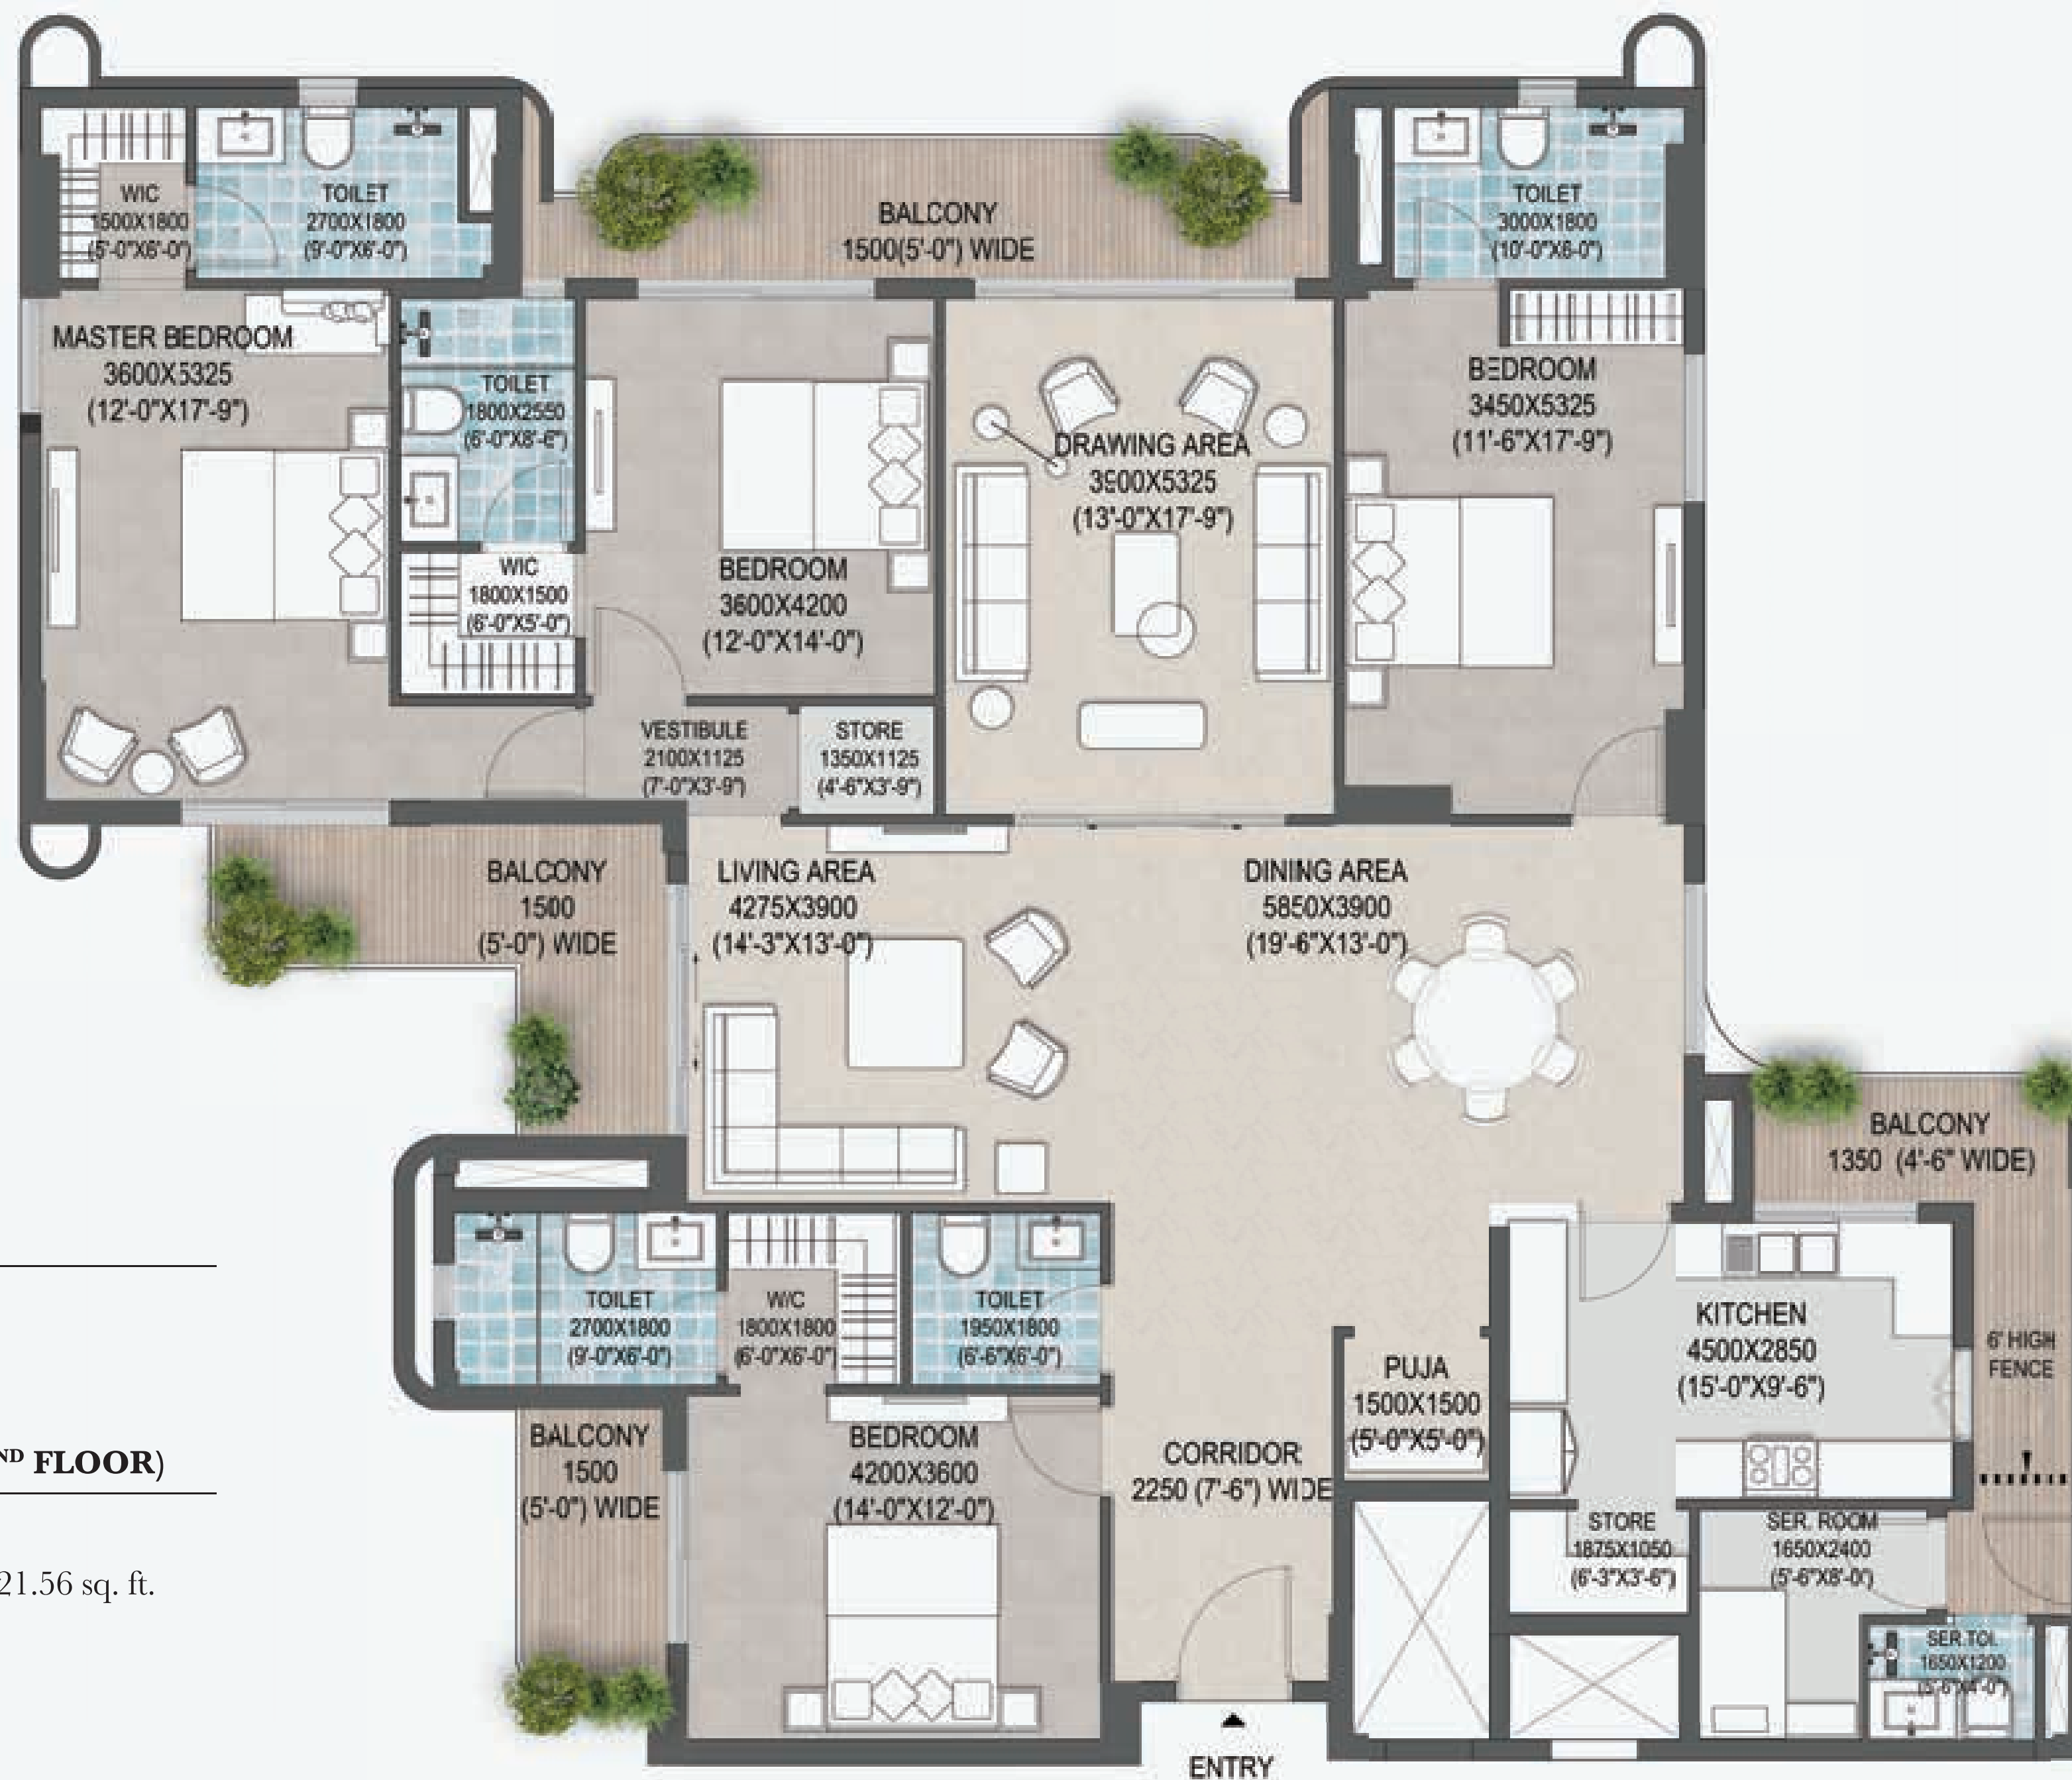 WIC
1500X1800
(5'-0"X6'-0")
TOILET
2700X1800
(9'-0"X6'-0")
BALCONY
1500(5'-0") WIDE
TOILET
3000X1800
(10'-0"X6-0")
MASTER BEDROOM
3600X5325
(12'-0"X17'-9")
TOILET
1800X2550
(6'-0"X8'-6")
WIC
1800X1500
(6'-0"X5'-0")
BEDROOM
3600X4200
(12'-0"X14'-0")
DRAWING AREA
3900X5325
(13'-0"X17'-9")
BEDROOM
3450X5325
(11'-6"X17'-9")
VESTIBULE
2100X1125
(7'-0"X3'-9")
STORE
1350X1125
(4'-6"X3'-9")
BALCONY
1500
(5'-0") WIDE
LIVING AREA
4275X3900
(14'-3"X13'-0")
DINING AREA
5850X3900
(19'-6"X13'-0")
BALCONY
1350 (4'-6" WIDE)
TOILET
2700X1800
(9'-0"X6'-0")
W/C
1800X1800
(6'-0"X6'-0")
TOILET
1950X1800
(6'-6"X6'-0")
KITCHEN
4500X2850
(15'-0"X9'-6")
6' HIGH
FENCE
PUJA
1500X1500
(5'-0"X5'-0")
BALCONY
1500
(5'-0") WIDE
BEDROOM
4200X3600
(14'-0"X12'-0")
CORRIDOR
2250 (7'-6") WIDE
STORE
1875X1050
(6'-3"X3'-6")
SER. ROOM
1650X2400
(5'-6"X8'-0")
SER.TOI.
1650X1200
(5'-6"X4'-0")
ENTRY
ND FLOOR)
21.56 sq. ft.